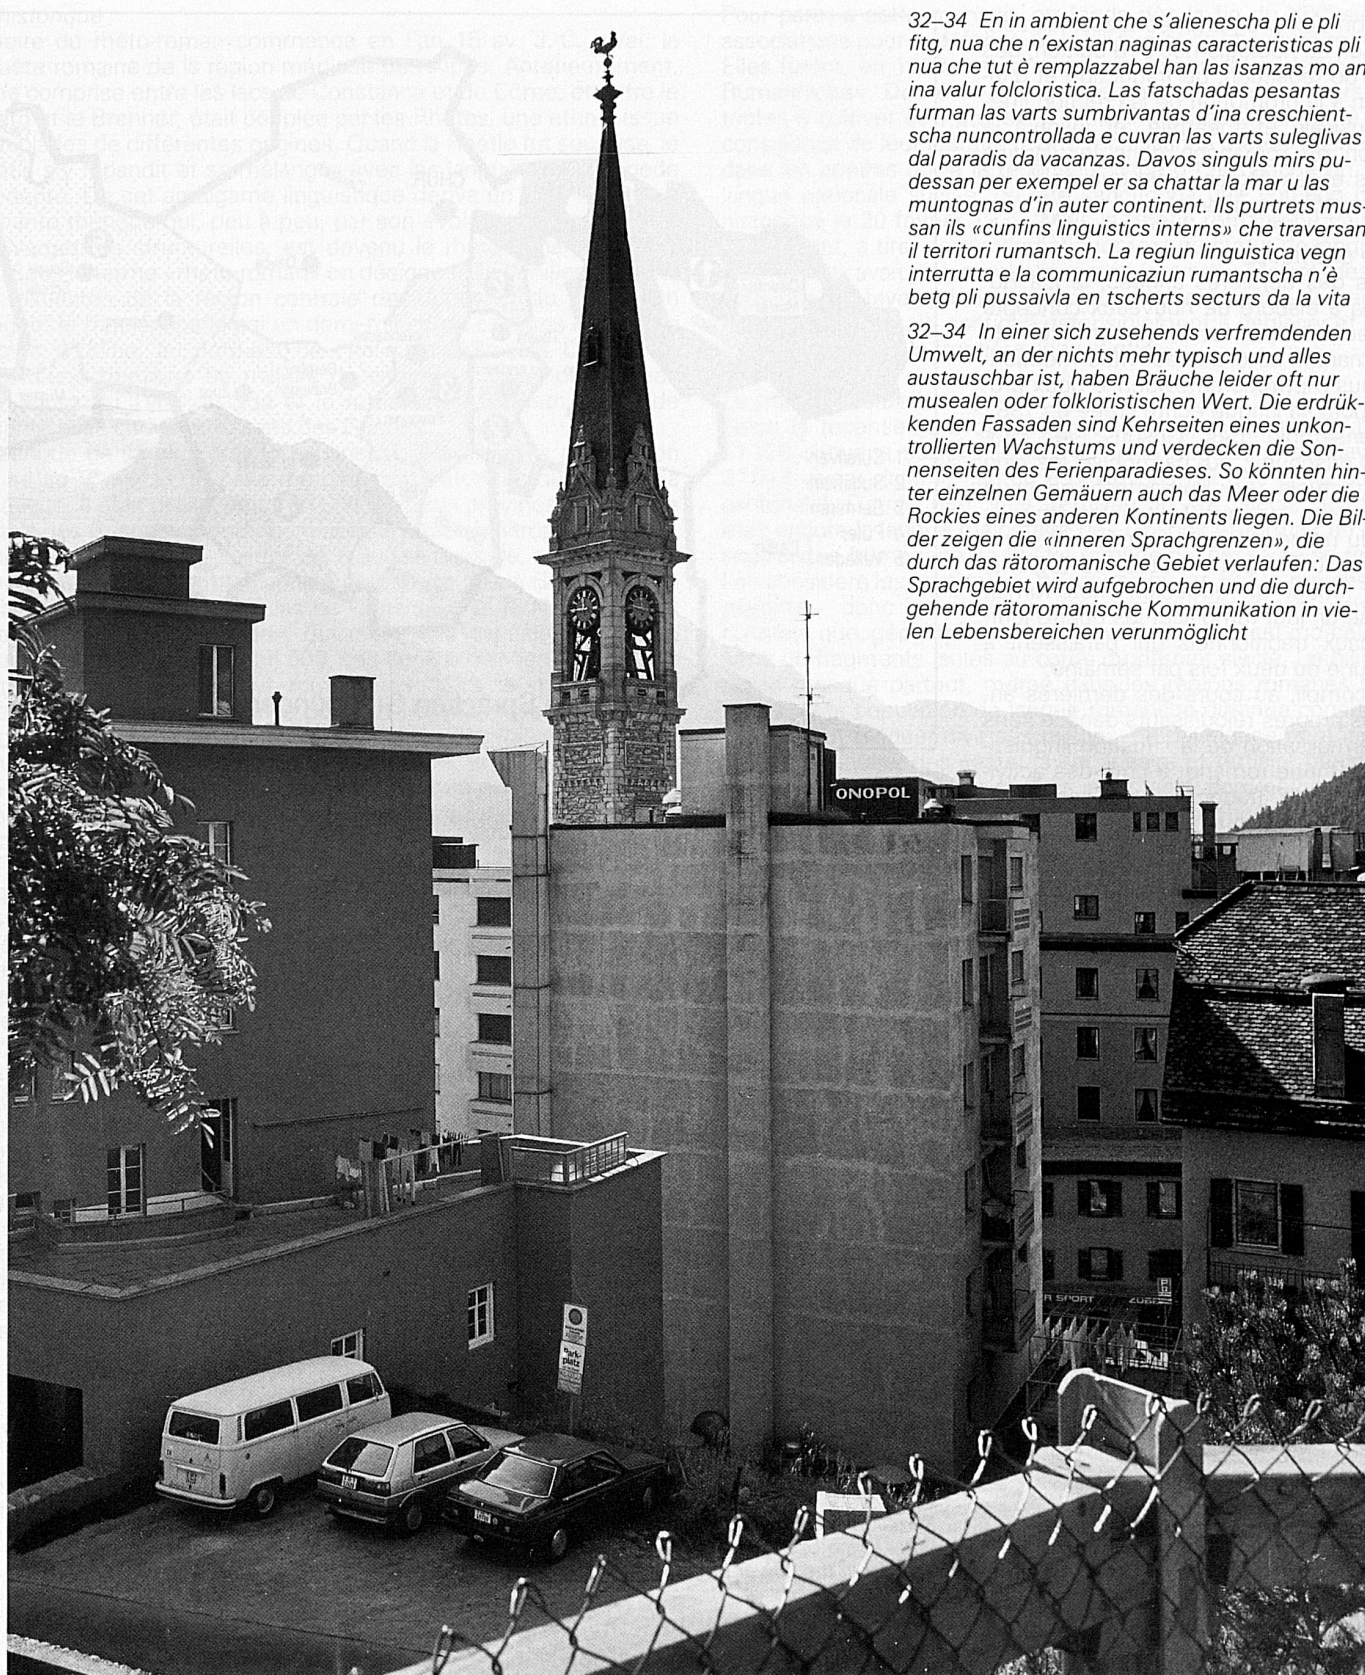 32–34 En in ambient che s'alienescha pli e pli
fitg, nua che n'existan naginas caracteristicas pli
nua che tut è remplazzabel han las isanzas mo an
ina valur folcloristica. Las fatschadas pesantas
furman las varts sumbrivantas d'ina creschient-
scha nuncontrollada e cuvran las varts suleglivas
dal paradis da vacanzas. Davos singuls mirs pu-
dessan per exempel er sa chattar la mar u las
muntognas d'in auter continent. Ils purtrets mus-
san ils «cunfins linguistics interns» che traversan
il territori rumantsch. La regiun linguistica vegn
interrutta e la communicaziun rumantscha n'è
betg pli pussaivla en tscherts secturs da la vita
32–34 In einer sich zusehends verfremdenden
Umwelt, an der nichts mehr typisch und alles
austauschbar ist, haben Bräuche leider oft nur
musealen oder folkloristischen Wert. Die erdrük-
kenden Fassaden sind Kehrseiten eines unkon-
trollierten Wachstums und verdecken die Son-
nenseiten des Ferienparadieses. So könnten hin-
ter einzelnen Gemäuern auch das Meer oder die
Rockies eines anderen Kontinents liegen. Die Bil-
der zeigen die «inneren Sprachgrenzen», die
durch das rätoromanische Gebiet verlaufen: Das
Sprachgebiet wird aufgebrochen und die durch-
gehende rätoromanische Kommunikation in vie-
len Lebensbereichen verunmöglicht
ONOPOL
R SPORT
Park-
platz